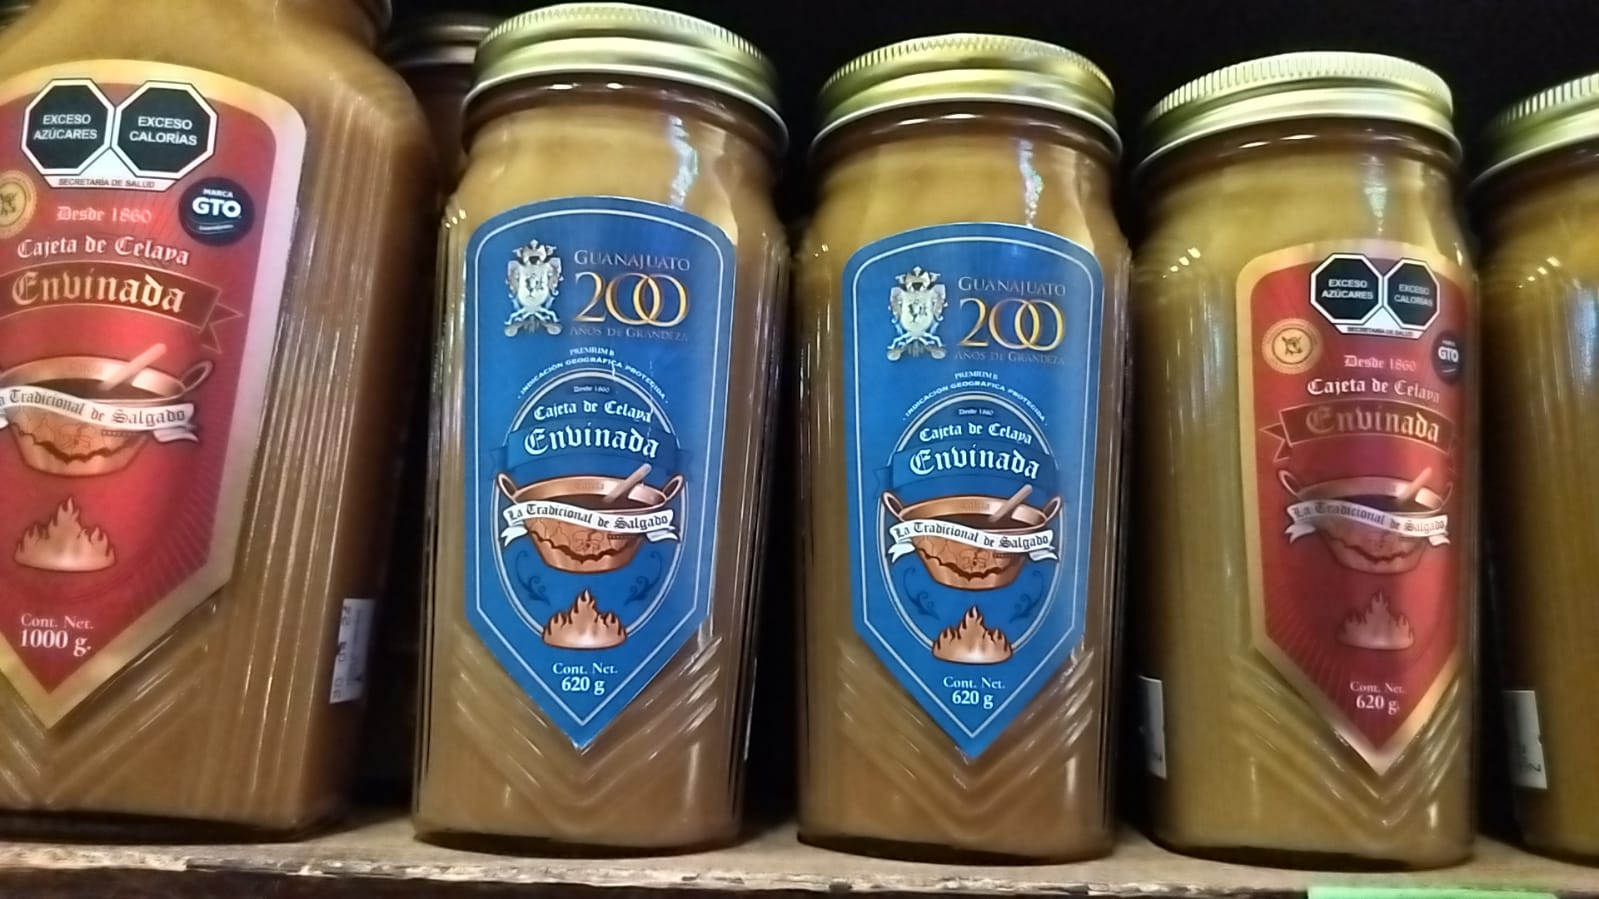 EXCESO
AZÚCARES
EXCESO
CALORÍAS
SECRETARÍA DE SALUD
MARCA
GTO
Desde 1860
Cajeta de Celaya
Envinada
La Tradicional de Salgado
Cont. Net.
1000 g.
GUANAJUATO
200
AÑOS DE GRANDEZA
PREMIUM B
· INDICACIÓN GEOGRÁFICA PROTEGIDA ·
Desde 1860
Cajeta de Celaya
Envinada
La Tradicional de Salgado
Cont. Net.
620 g
GUANAJUATO
200
AÑOS DE GRANDEZA
PREMIUM B
· INDICACIÓN GEOGRÁFICA PROTEGIDA ·
Desde 1860
Cajeta de Celaya
Envinada
La Tradicional de Salgado
Cont. Net.
620 g
EXCESO
AZÚCARES
EXCESO
CALORÍAS
SECRETARÍA DE SALUD
MARCA
GTO
Desde 1860
Cajeta de Celaya
Envinada
La Tradicional de Salgado
Cont. Net.
620 g.